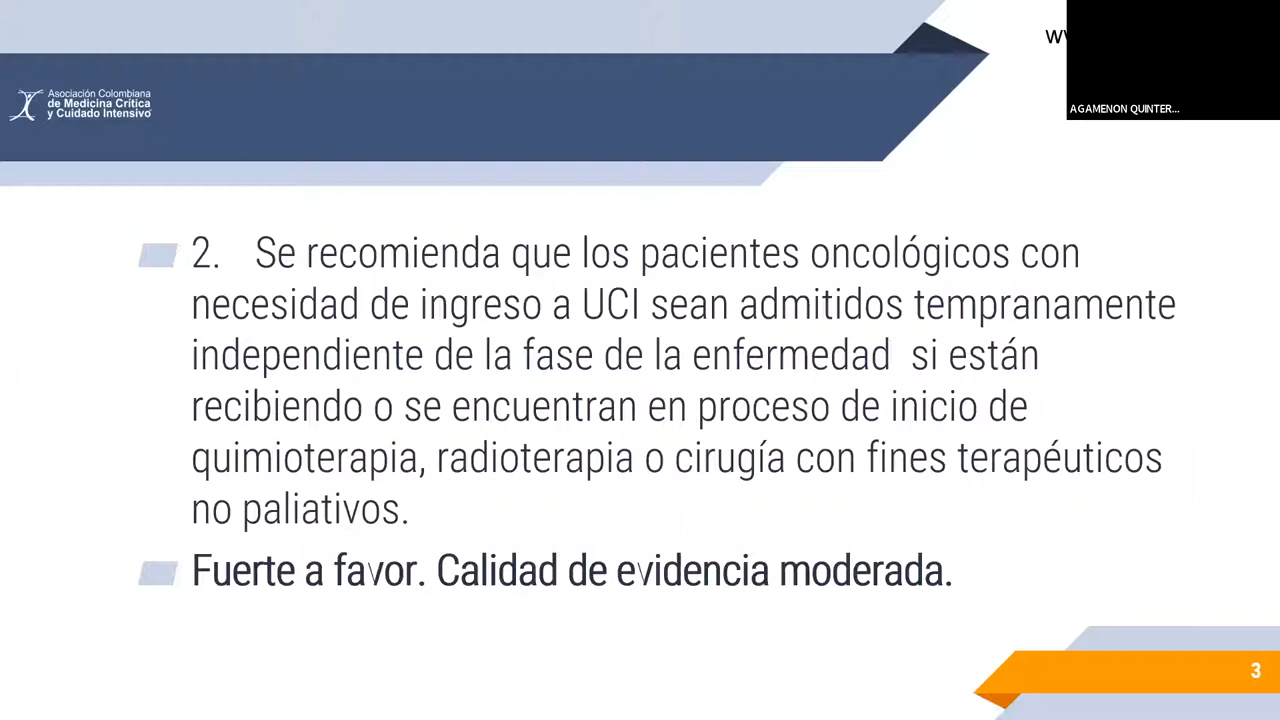 Asociación Colombiana
de Medicina Crítica
y Cuidado Intensivo
AGAMENON QUINTER...
2. Se recomienda que los pacientes oncológicos con
necesidad de ingreso a UCI sean admitidos tempranamente
independiente de la fase de la enfermedad si están
recibiendo o se encuentran en proceso de inicio de
quimioterapia, radioterapia o cirugía con fines terapéuticos
no paliativos.
Fuerte a favor. Calidad de evidencia moderada.
3